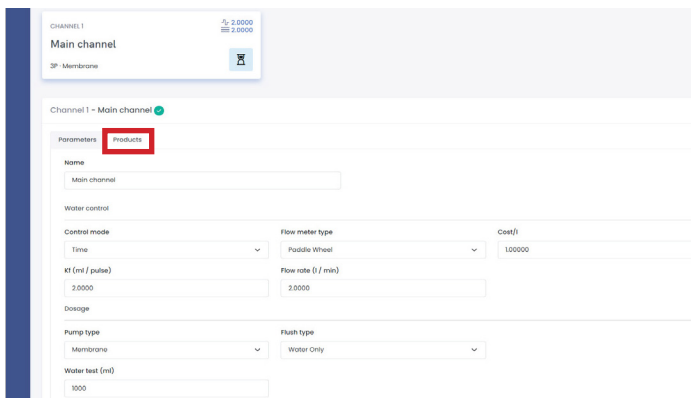 CHANNEL 1
2.0000
2.0000
Main channel
3P - Membrane
Channel 1 - Main channel
Parameters Products
Name
Main channel
Water control
Control mode Flow meter type Cost/l
Time Paddle Wheel 1.00000
Kf (ml / pulse) Flow rate (l / min)
2.0000 2.0000
Dosage
Pump type Flush type
Membrane Water Only
Water test (ml)
1000